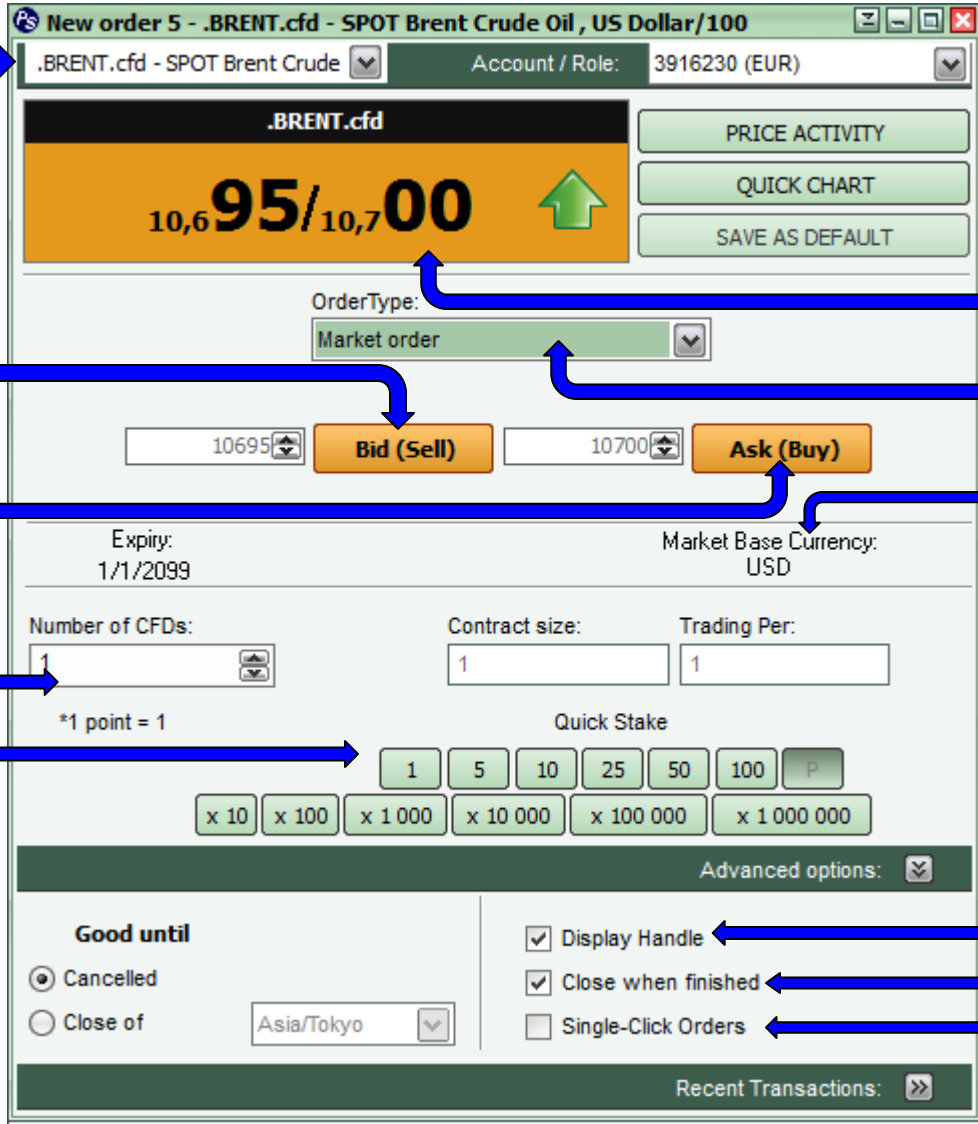 New order 5 - .BRENT.cfd - SPOT Brent Crude Oil , US Dollar/100
.BRENT.cfd - SPOT Brent Crude Account / Role: 3916230 (EUR)
.BRENT.cfd
10,695/10,700
PRICE ACTIVITY
QUICK CHART
SAVE AS DEFAULT
OrderType:
Market order
10695 Bid (Sell) 10700 Ask (Buy)
Expiry: Market Base Currency:
1/1/2099 USD
Number of CFDs: Contract size: Trading Per:
1 1 1
*1 point = 1 Quick Stake
1 5 10 25 50 100 P
x 10 x 100 x 1 000 x 10 000 x 100 000 x 1 000 000
Advanced options:
Good until
Cancelled
Close of Asia/Tokyo
Display Handle
Close when finished
Single-Click Orders
Recent Transactions: